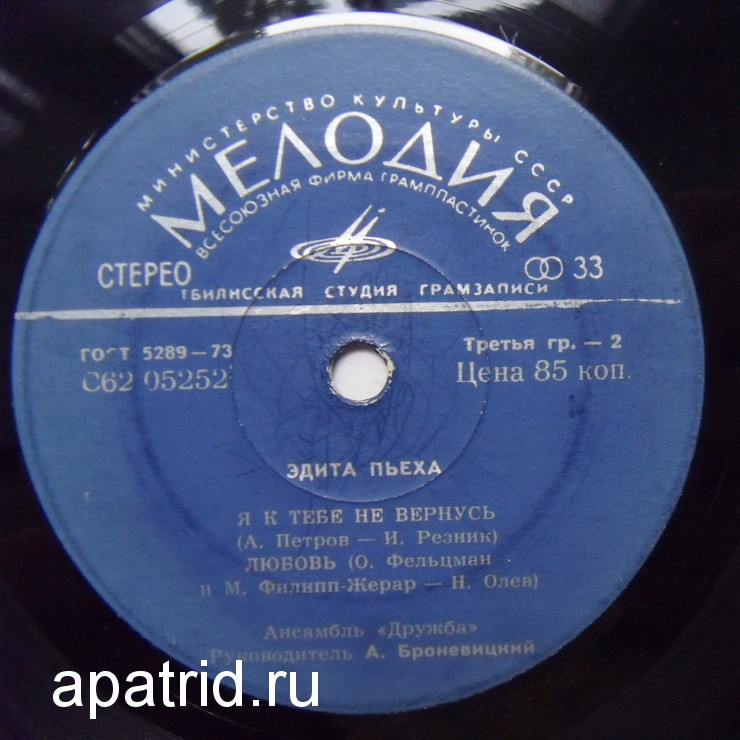 МИНИСТЕРСТВО КУЛЬТУРЫ СССР
МЕЛОДИЯ
ВСЕСОЮЗНАЯ ФИРМА ГРАМПЛАСТИНОК
СТЕРЕО
33
ТБИЛИССКАЯ СТУДИЯ ГРАМЗАПИСИ
ГОСТ 5289–73
Третья гр. – 2
С62 05252
Цена 85 коп.
ЭДИТА ПЬЕХА
Я К ТЕБЕ НЕ ВЕРНУСЬ
(А. Петров – И. Резник)
ЛЮБОВЬ (О. Фельцман
и М. Филипп-Жерар – Н. Олев)
Ансамбль «Дружба»
Руководитель А. Броневицкий
apatrid.ru